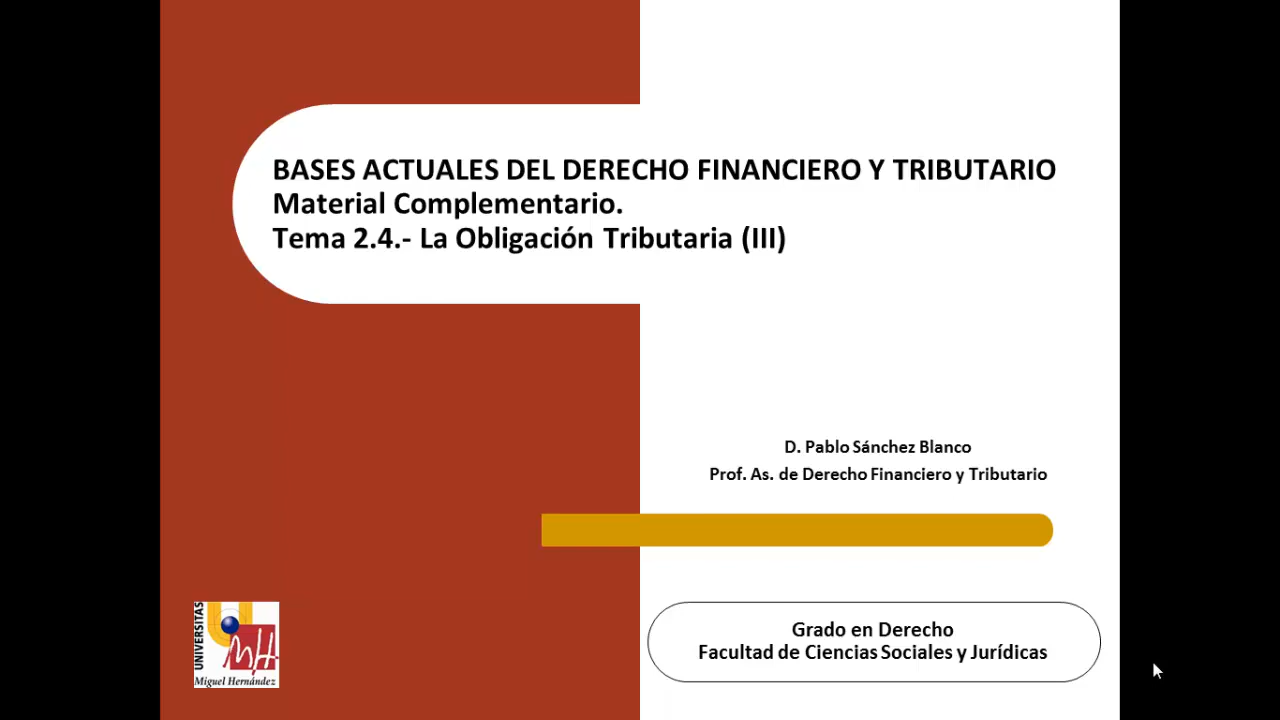 BASES ACTUALES DEL DERECHO FINANCIERO Y TRIBUTARIO
Material Complementario.
Tema 2.4.- La Obligación Tributaria (III)
D. Pablo Sánchez Blanco
Prof. As. de Derecho Financiero y Tributario
Grado en Derecho
Facultad de Ciencias Sociales y Jurídicas
UNIVERSITAS
Miguel Hernández